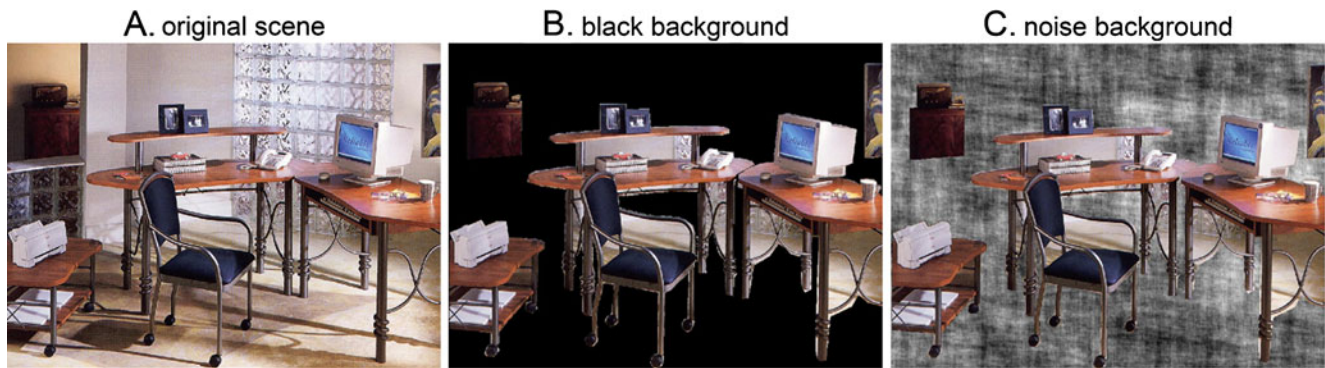 A. original scene
B. black background
C. noise background